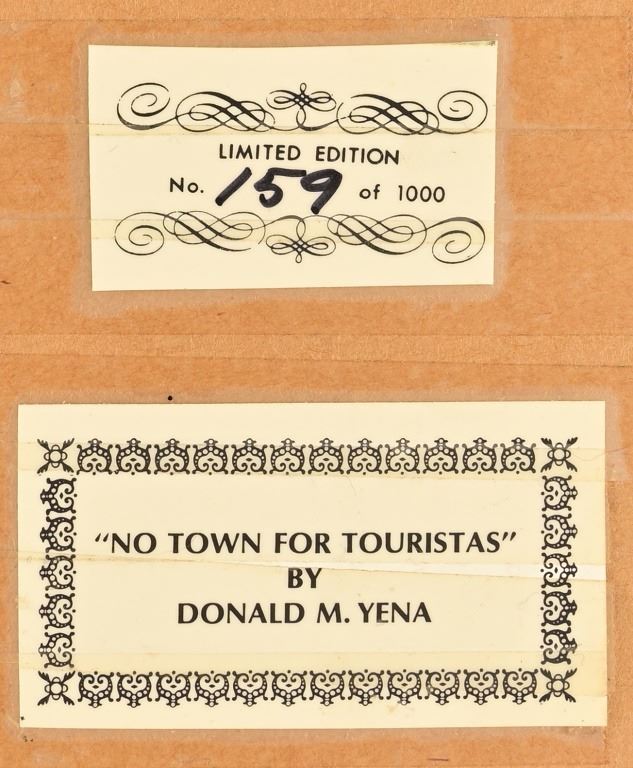 LIMITED EDITION
No. 159 of 1000
"NO TOWN FOR TOURISTAS"
BY
DONALD M. YENA